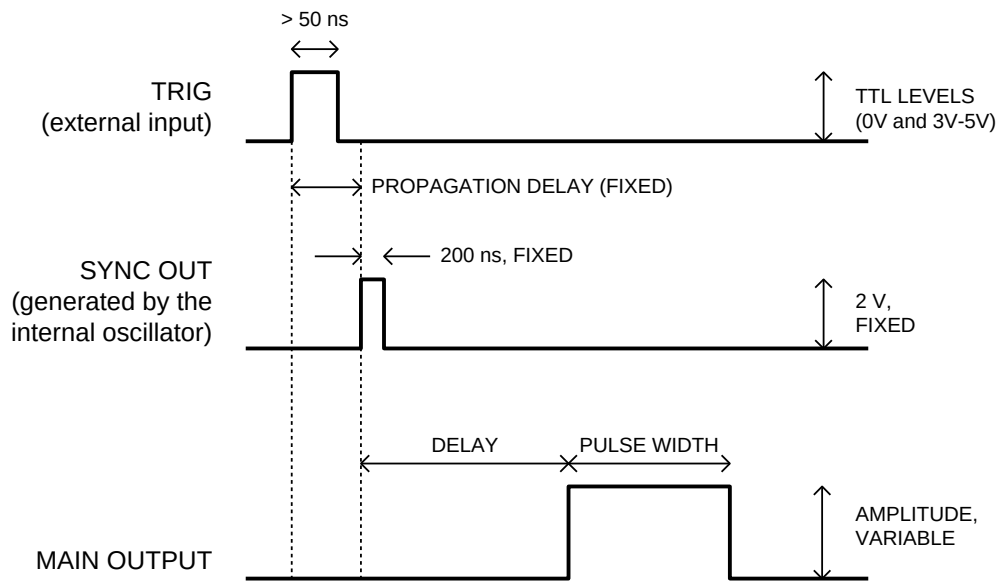 > 50 ns
TRIG
(external input)
TTL LEVELS
(0V and 3V-5V)
PROPAGATION DELAY (FIXED)
200 ns, FIXED
SYNC OUT
(generated by the
internal oscillator)
2 V,
FIXED
DELAY
PULSE WIDTH
AMPLITUDE,
VARIABLE
MAIN OUTPUT